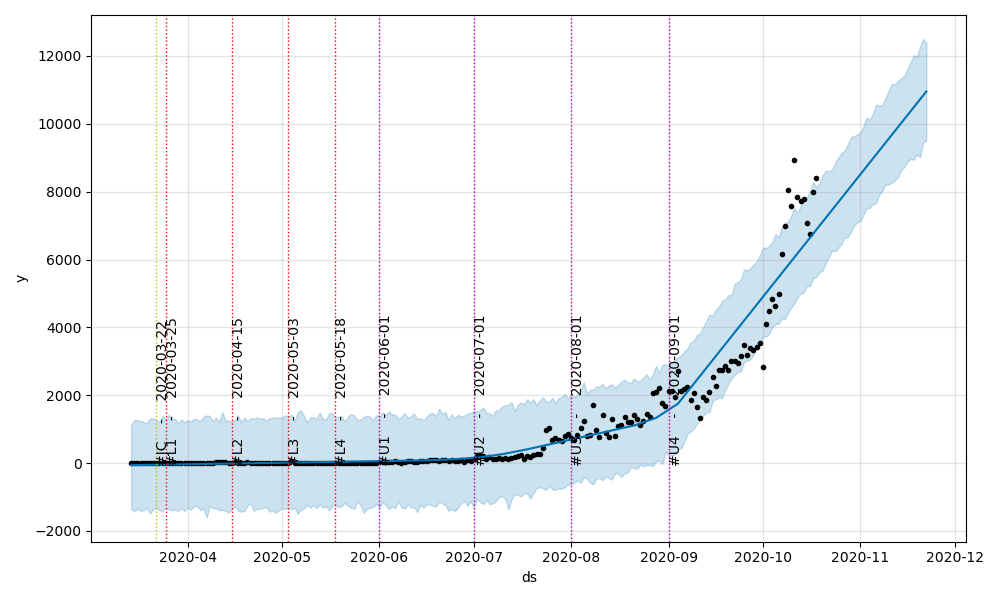 12000
10000
8000
6000
4000
2000
0
−2000
y
#JC - 2020-03-22
#L1 - 2020-03-25
#L2 - 2020-04-15
#L3 - 2020-05-03
#L4 - 2020-05-18
#U1 - 2020-06-01
#U2 - 2020-07-01
#U3 - 2020-08-01
#U4 - 2020-09-01
2020-04 2020-05 2020-06 2020-07 2020-08 2020-09 2020-10 2020-11 2020-12
ds